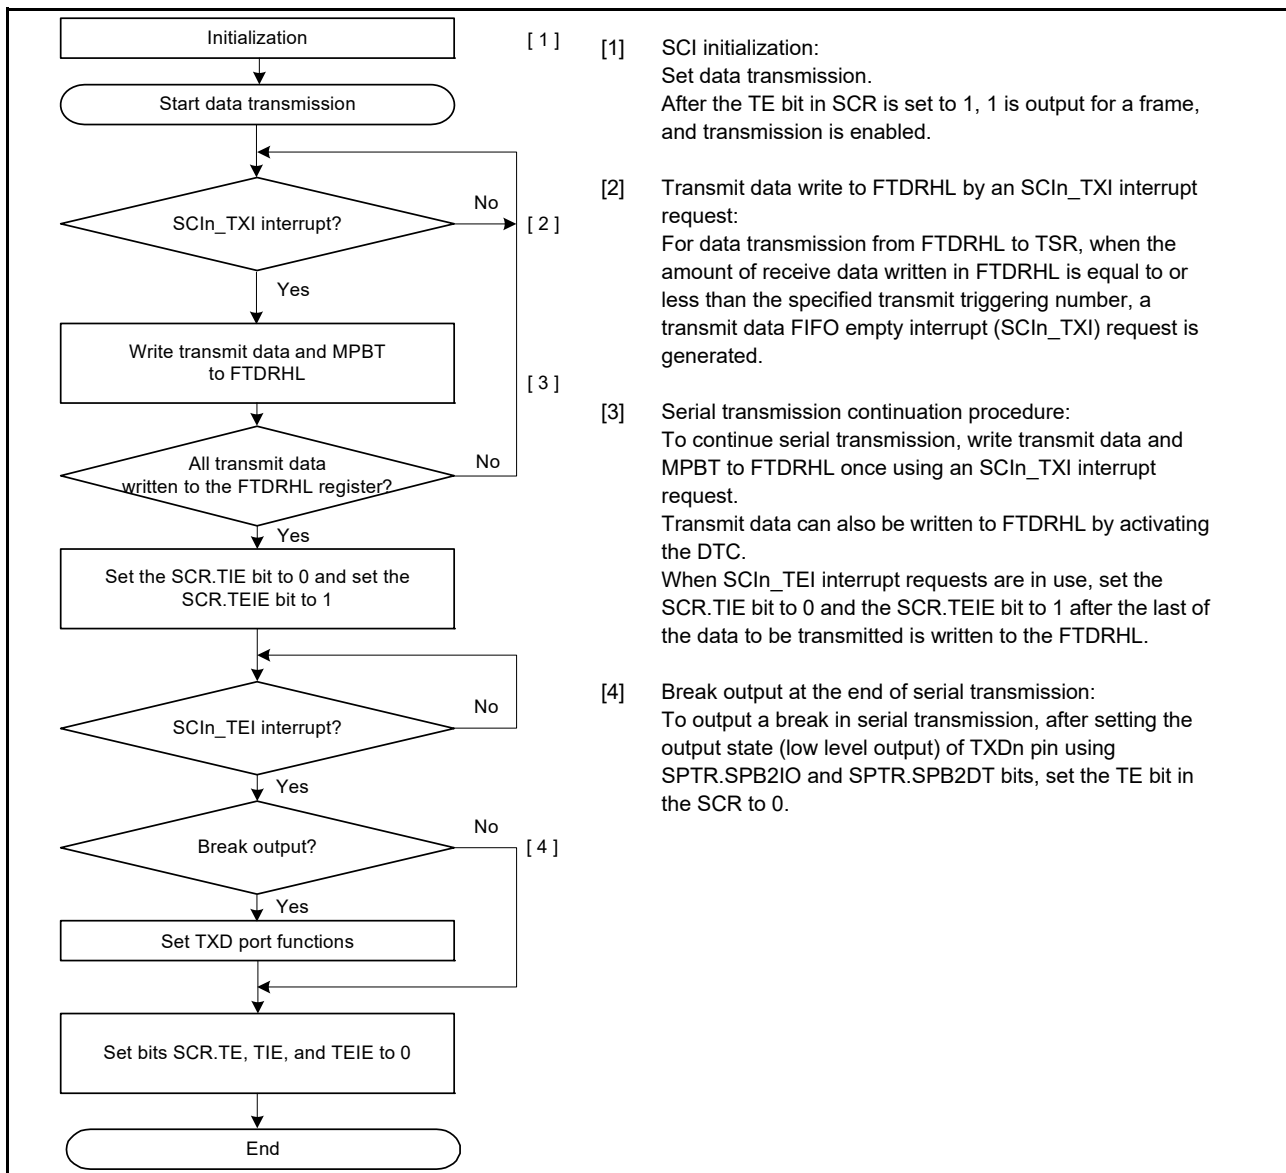 Initialization
[ 1 ]
Start data transmission
SCIn_TXI interrupt?
No
[ 2 ]
Yes
Write transmit data and MPBT
to FTDRHL
[ 3 ]
All transmit data
written to the FTDRHL register?
No
Yes
Set the SCR.TIE bit to 0 and set the
SCR.TEIE bit to 1
SCIn_TEI interrupt?
No
Yes
Break output?
No
[ 4 ]
Yes
Set TXD port functions
Set bits SCR.TE, TIE, and TEIE to 0
End
[1] SCI initialization:
Set data transmission.
After the TE bit in SCR is set to 1, 1 is output for a frame,
and transmission is enabled.
[2] Transmit data write to FTDRHL by an SCIn_TXI interrupt
request:
For data transmission from FTDRHL to TSR, when the
amount of receive data written in FTDRHL is equal to or
less than the specified transmit triggering number, a
transmit data FIFO empty interrupt (SCIn_TXI) request is
generated.
[3] Serial transmission continuation procedure:
To continue serial transmission, write transmit data and
MPBT to FTDRHL once using an SCIn_TXI interrupt
request.
Transmit data can also be written to FTDRHL by activating
the DTC.
When SCIn_TEI interrupt requests are in use, set the
SCR.TIE bit to 0 and the SCR.TEIE bit to 1 after the last of
the data to be transmitted is written to the FTDRHL.
[4] Break output at the end of serial transmission:
To output a break in serial transmission, after setting the
output state (low level output) of TXDn pin using
SPTR.SPB2IO and SPTR.SPB2DT bits, set the TE bit in
the SCR to 0.